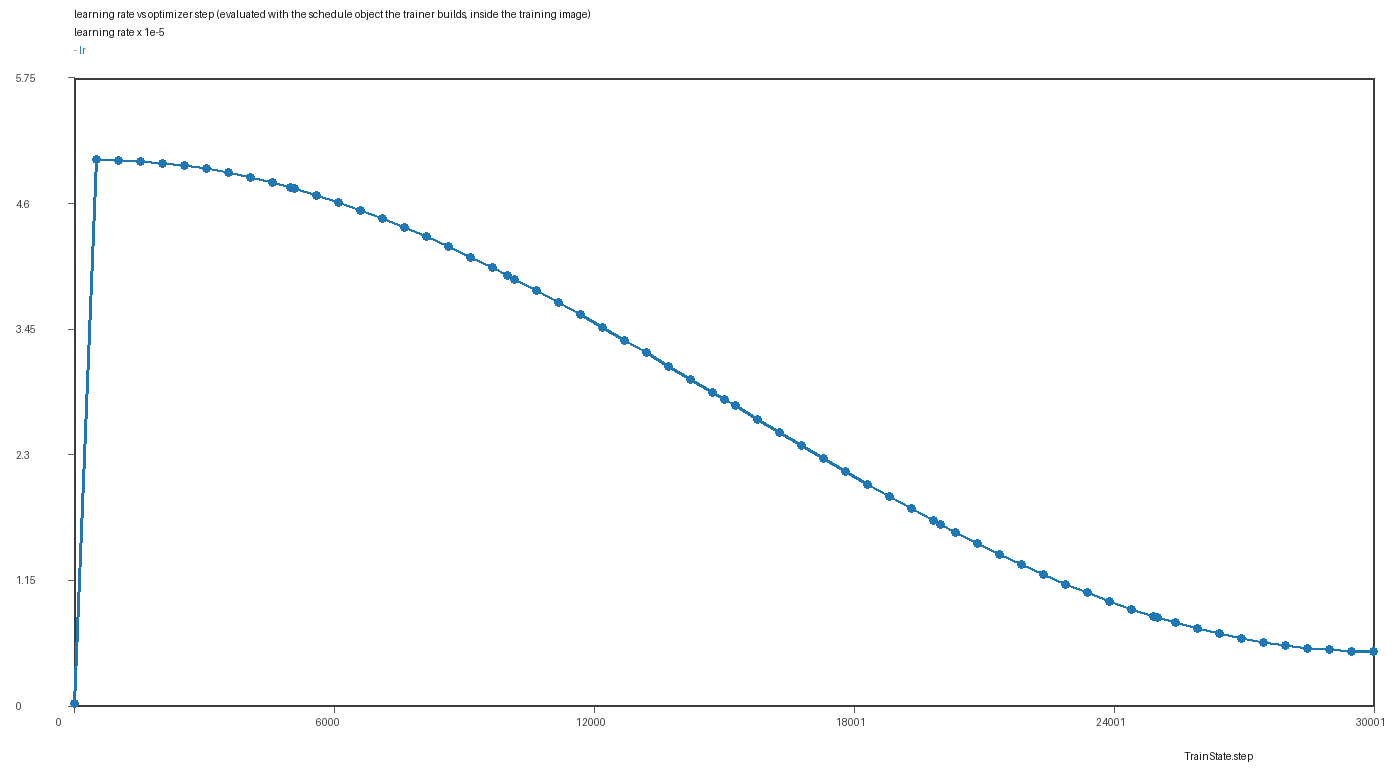 learning rate vs optimizer step (evaluated with the schedule object the trainer builds, inside the training image)
learning rate x 1e-5
- lr
5.75
4.6
3.45
2.3
1.15
0
0 6000 12000 18001 24001 30001
TrainState.step